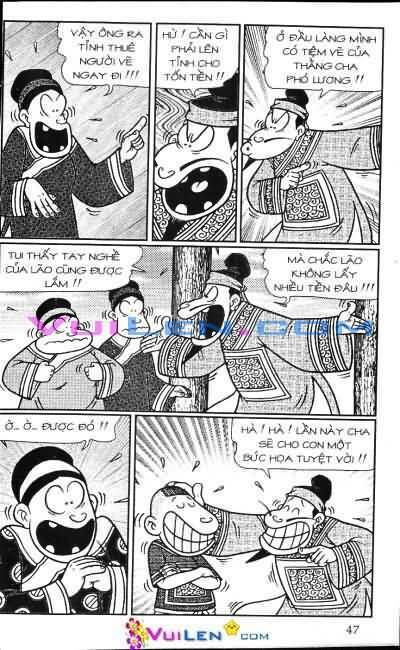 VẬY ÔNG RA
TỈNH THUÊ
NGƯỜI VẼ
NGAY ĐI !!!
HỪ ! CẦN GÌ
PHẢI LÊN
TỈNH CHO
TỐN TIỀN !!
Ở ĐẦU LÀNG MÌNH
CÓ TIỆM VẼ CỦA
THẰNG CHA
PHÓ LƯƠNG !!
TUI THẤY TAY NGHỀ
CỦA LÃO CŨNG ĐƯỢC
LẮM !!
MÀ CHẮC LÃO
KHÔNG LẤY
NHIỀU TIỀN ĐÂU !!!
VUILEN.COM
Ờ... Ờ... ĐƯỢC ĐÓ !!
HÀ ! HÀ ! LẦN NÀY CHA
SẼ CHO CON MỘT
BỨC HỌA TUYỆT VỜI !!
47
VUILEN COM